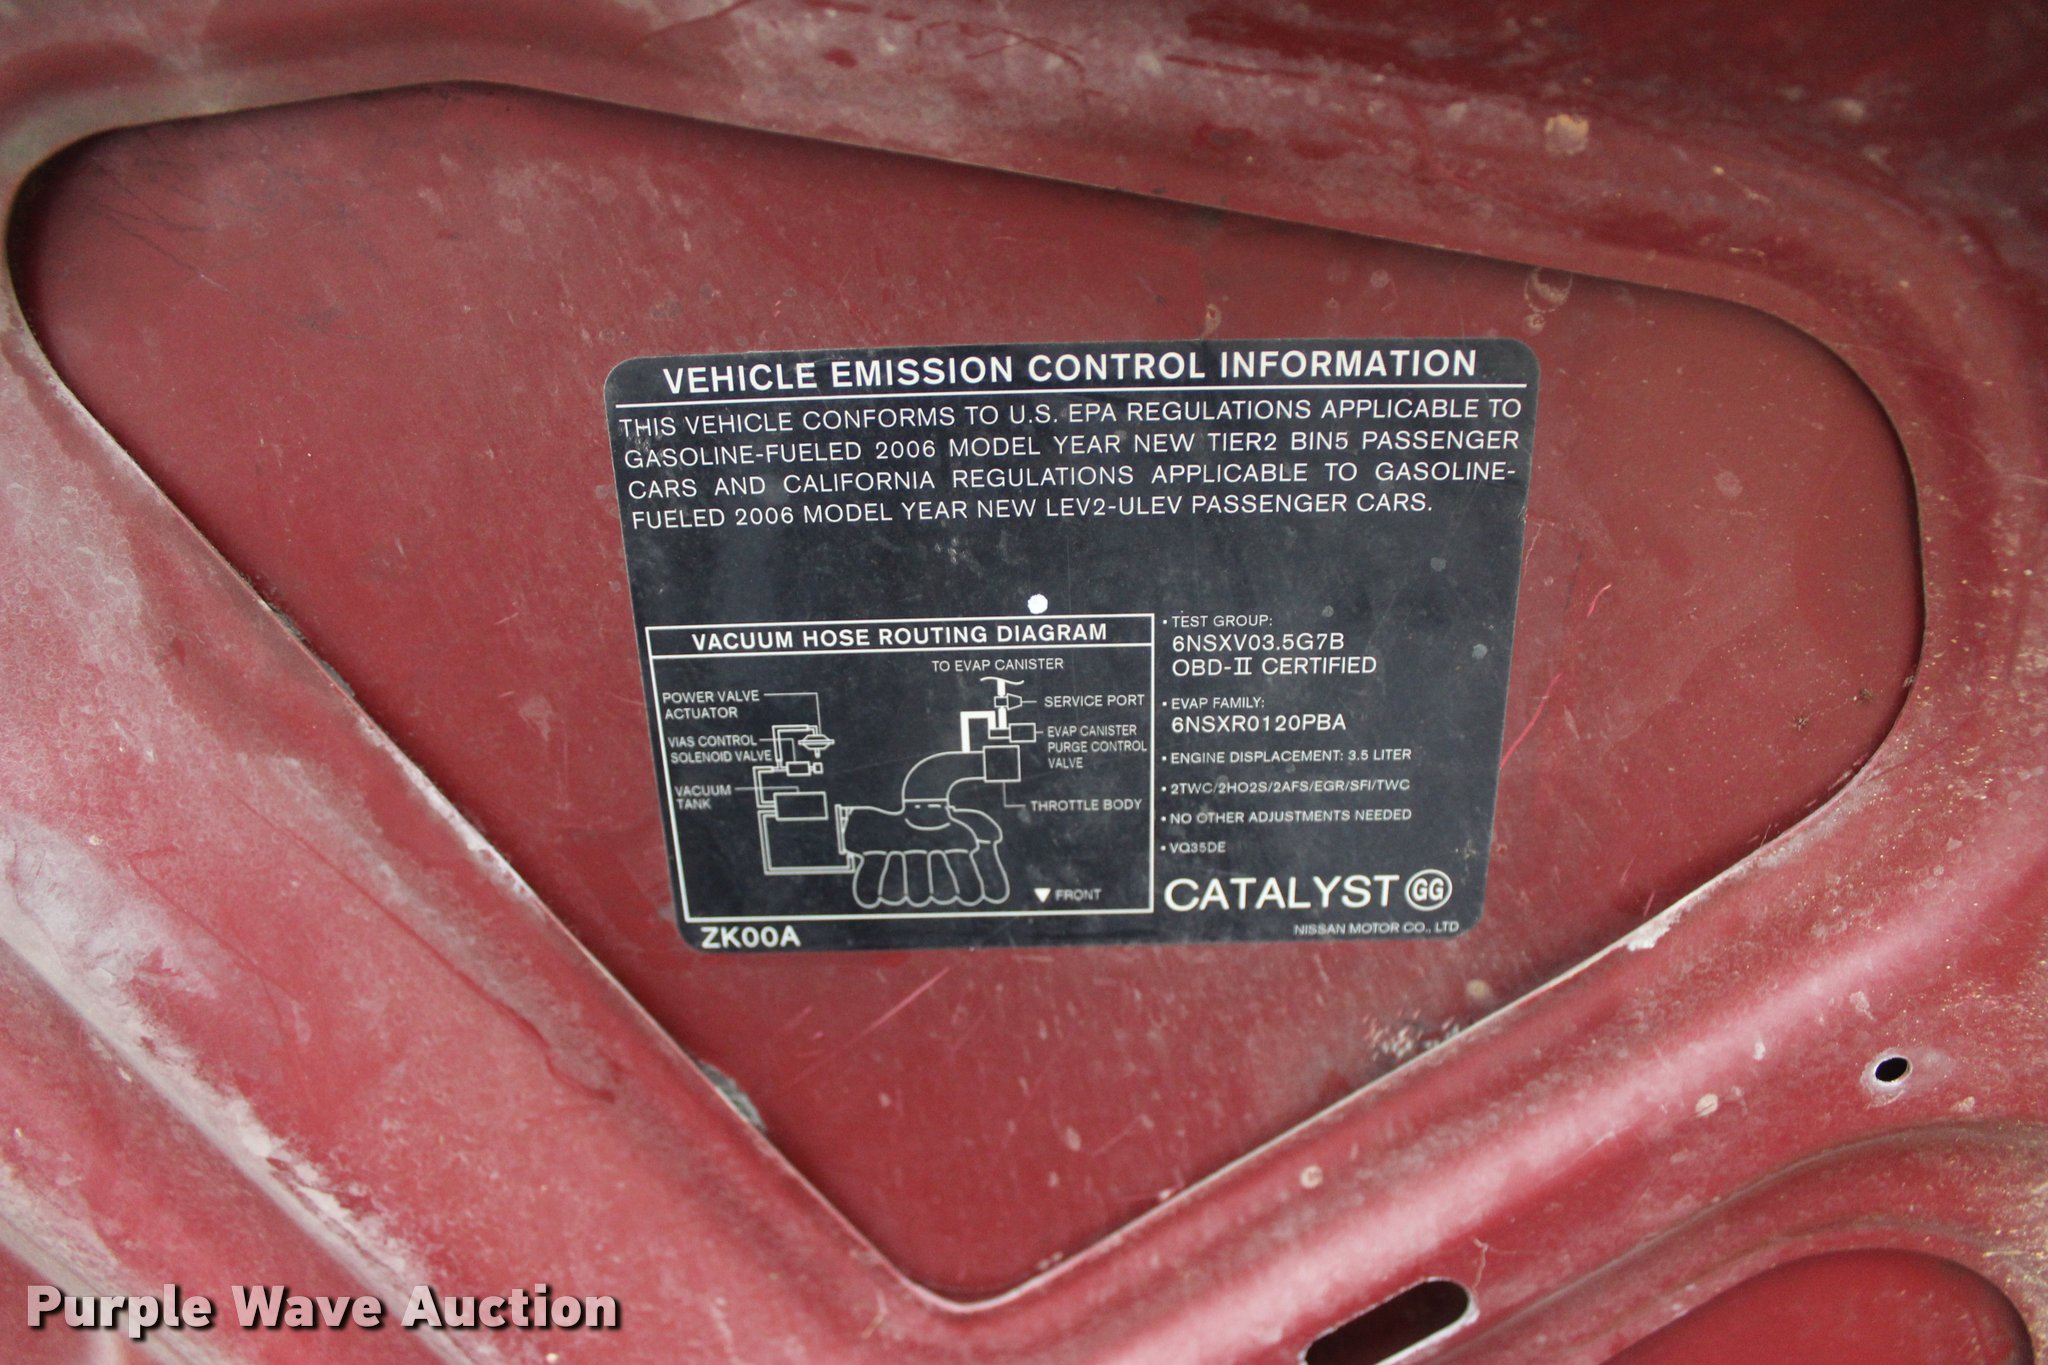 VEHICLE EMISSION CONTROL INFORMATION
THIS VEHICLE CONFORMS TO U.S. EPA REGULATIONS APPLICABLE TO
GASOLINE-FUELED 2006 MODEL YEAR NEW TIER2 BIN5 PASSENGER
CARS AND CALIFORNIA REGULATIONS APPLICABLE TO GASOLINE-
FUELED 2006 MODEL YEAR NEW LEV2-ULEV PASSENGER CARS.
VACUUM HOSE ROUTING DIAGRAM
TO EVAP CANISTER
POWER VALVE
ACTUATOR
VIAS CONTROL
SOLENOID VALVE
VACUUM
TANK
SERVICE PORT
EVAP CANISTER
PURGE CONTROL
VALVE
THROTTLE BODY
▼ FRONT
ZK00A
• TEST GROUP:
6NSXV03.5G7B
OBD-II CERTIFIED
• EVAP FAMILY:
6NSXR0120PBA
• ENGINE DISPLACEMENT: 3.5 LITER
• 2TWC/2HO2S/2AFS/EGR/SFI/TWC
• NO OTHER ADJUSTMENTS NEEDED
• VQ35DE
CATALYST GG
NISSAN MOTOR CO., LTD
Purple Wave Auction